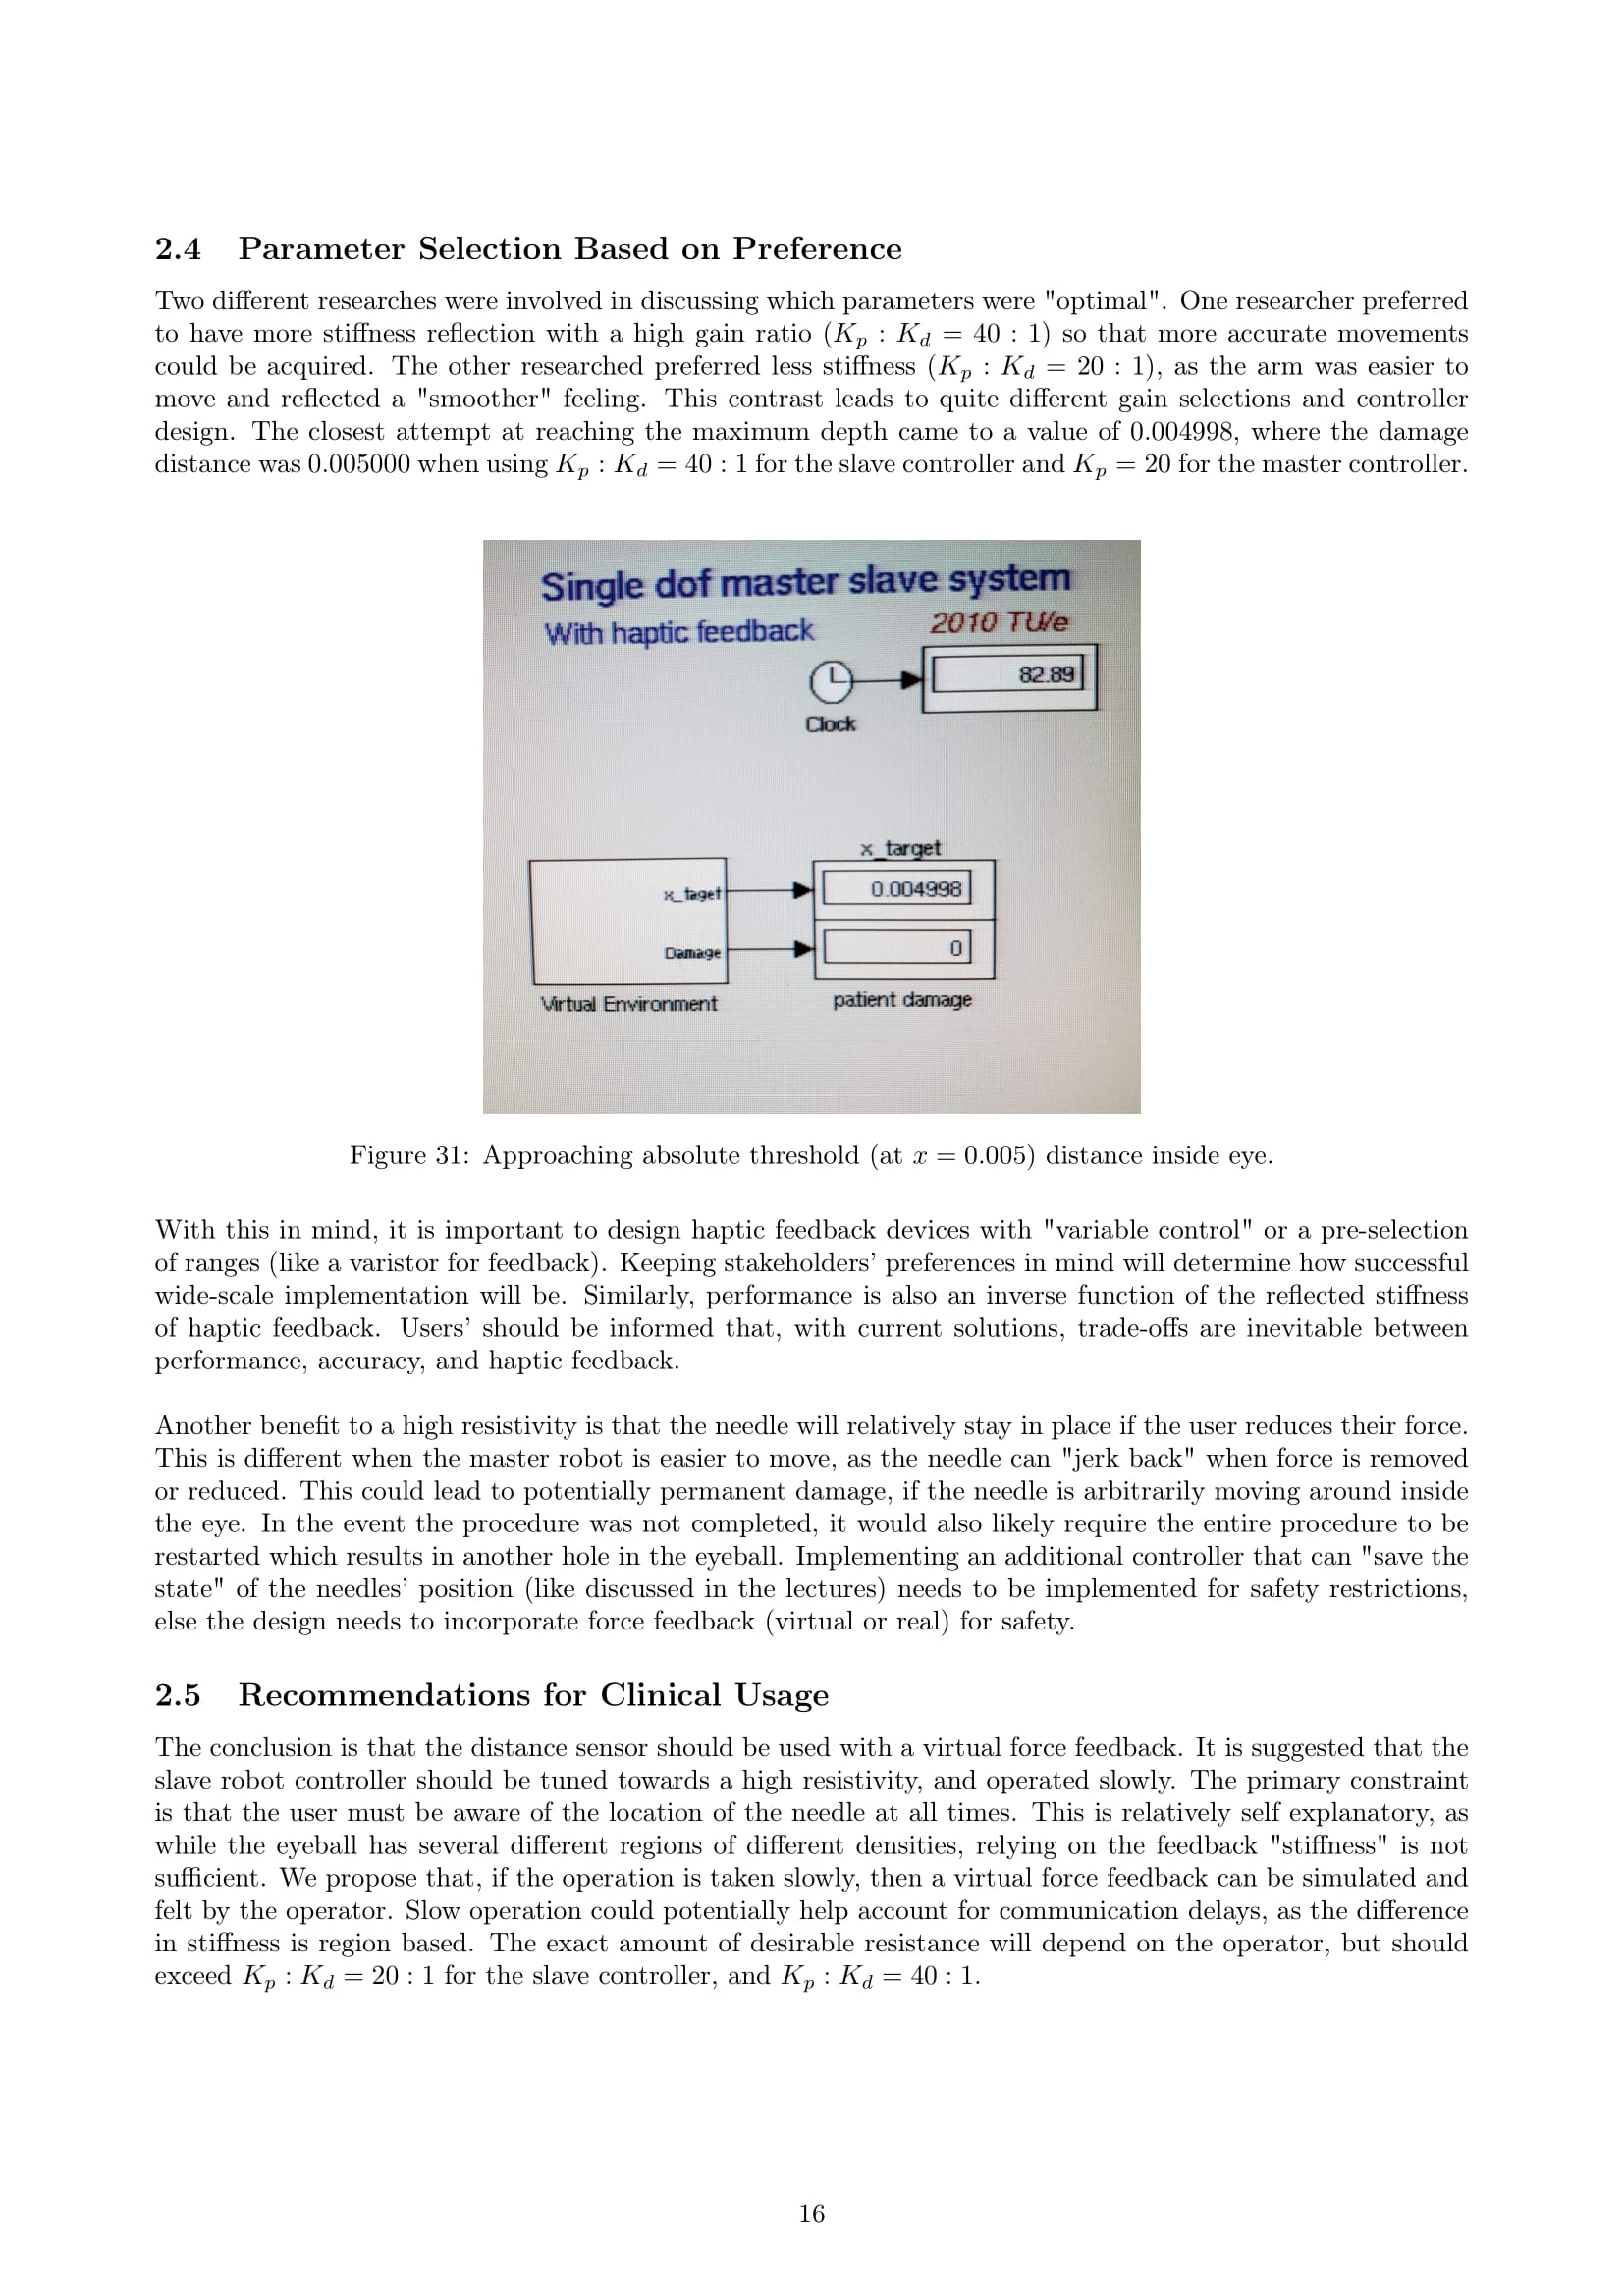 2.4 Parameter Selection Based on Preference
Two different researches were involved in discussing which parameters were "optimal". One researcher preferred
to have more stiffness reflection with a high gain ratio (Kp : Kd = 40 : 1) so that more accurate movements
could be acquired. The other researched preferred less stiffness (Kp : Kd = 20 : 1), as the arm was easier to
move and reflected a "smoother" feeling. This contrast leads to quite different gain selections and controller
design. The closest attempt at reaching the maximum depth came to a value of 0.004998, where the damage
distance was 0.005000 when using Kp : Kd = 40 : 1 for the slave controller and Kp = 20 for the master controller.
Single dof master slave system
With haptic feedback
2010 TU/e
82.89
Clock
x_target
x_taget
0.004998
Damage
0
Virtual Environment
patient damage
Figure 31: Approaching absolute threshold (at x = 0.005) distance inside eye.
With this in mind, it is important to design haptic feedback devices with "variable control" or a pre-selection
of ranges (like a varistor for feedback). Keeping stakeholders' preferences in mind will determine how successful
wide-scale implementation will be. Similarly, performance is also an inverse function of the reflected stiffness
of haptic feedback. Users' should be informed that, with current solutions, trade-offs are inevitable between
performance, accuracy, and haptic feedback.
Another benefit to a high resistivity is that the needle will relatively stay in place if the user reduces their force.
This is different when the master robot is easier to move, as the needle can "jerk back" when force is removed
or reduced. This could lead to potentially permanent damage, if the needle is arbitrarily moving around inside
the eye. In the event the procedure was not completed, it would also likely require the entire procedure to be
restarted which results in another hole in the eyeball. Implementing an additional controller that can "save the
state" of the needles' position (like discussed in the lectures) needs to be implemented for safety restrictions,
else the design needs to incorporate force feedback (virtual or real) for safety.
2.5 Recommendations for Clinical Usage
The conclusion is that the distance sensor should be used with a virtual force feedback. It is suggested that the
slave robot controller should be tuned towards a high resistivity, and operated slowly. The primary constraint
is that the user must be aware of the location of the needle at all times. This is relatively self explanatory, as
while the eyeball has several different regions of different densities, relying on the feedback "stiffness" is not
sufficient. We propose that, if the operation is taken slowly, then a virtual force feedback can be simulated and
felt by the operator. Slow operation could potentially help account for communication delays, as the difference
in stiffness is region based. The exact amount of desirable resistance will depend on the operator, but should
exceed Kp : Kd = 20 : 1 for the slave controller, and Kp : Kd = 40 : 1.
16